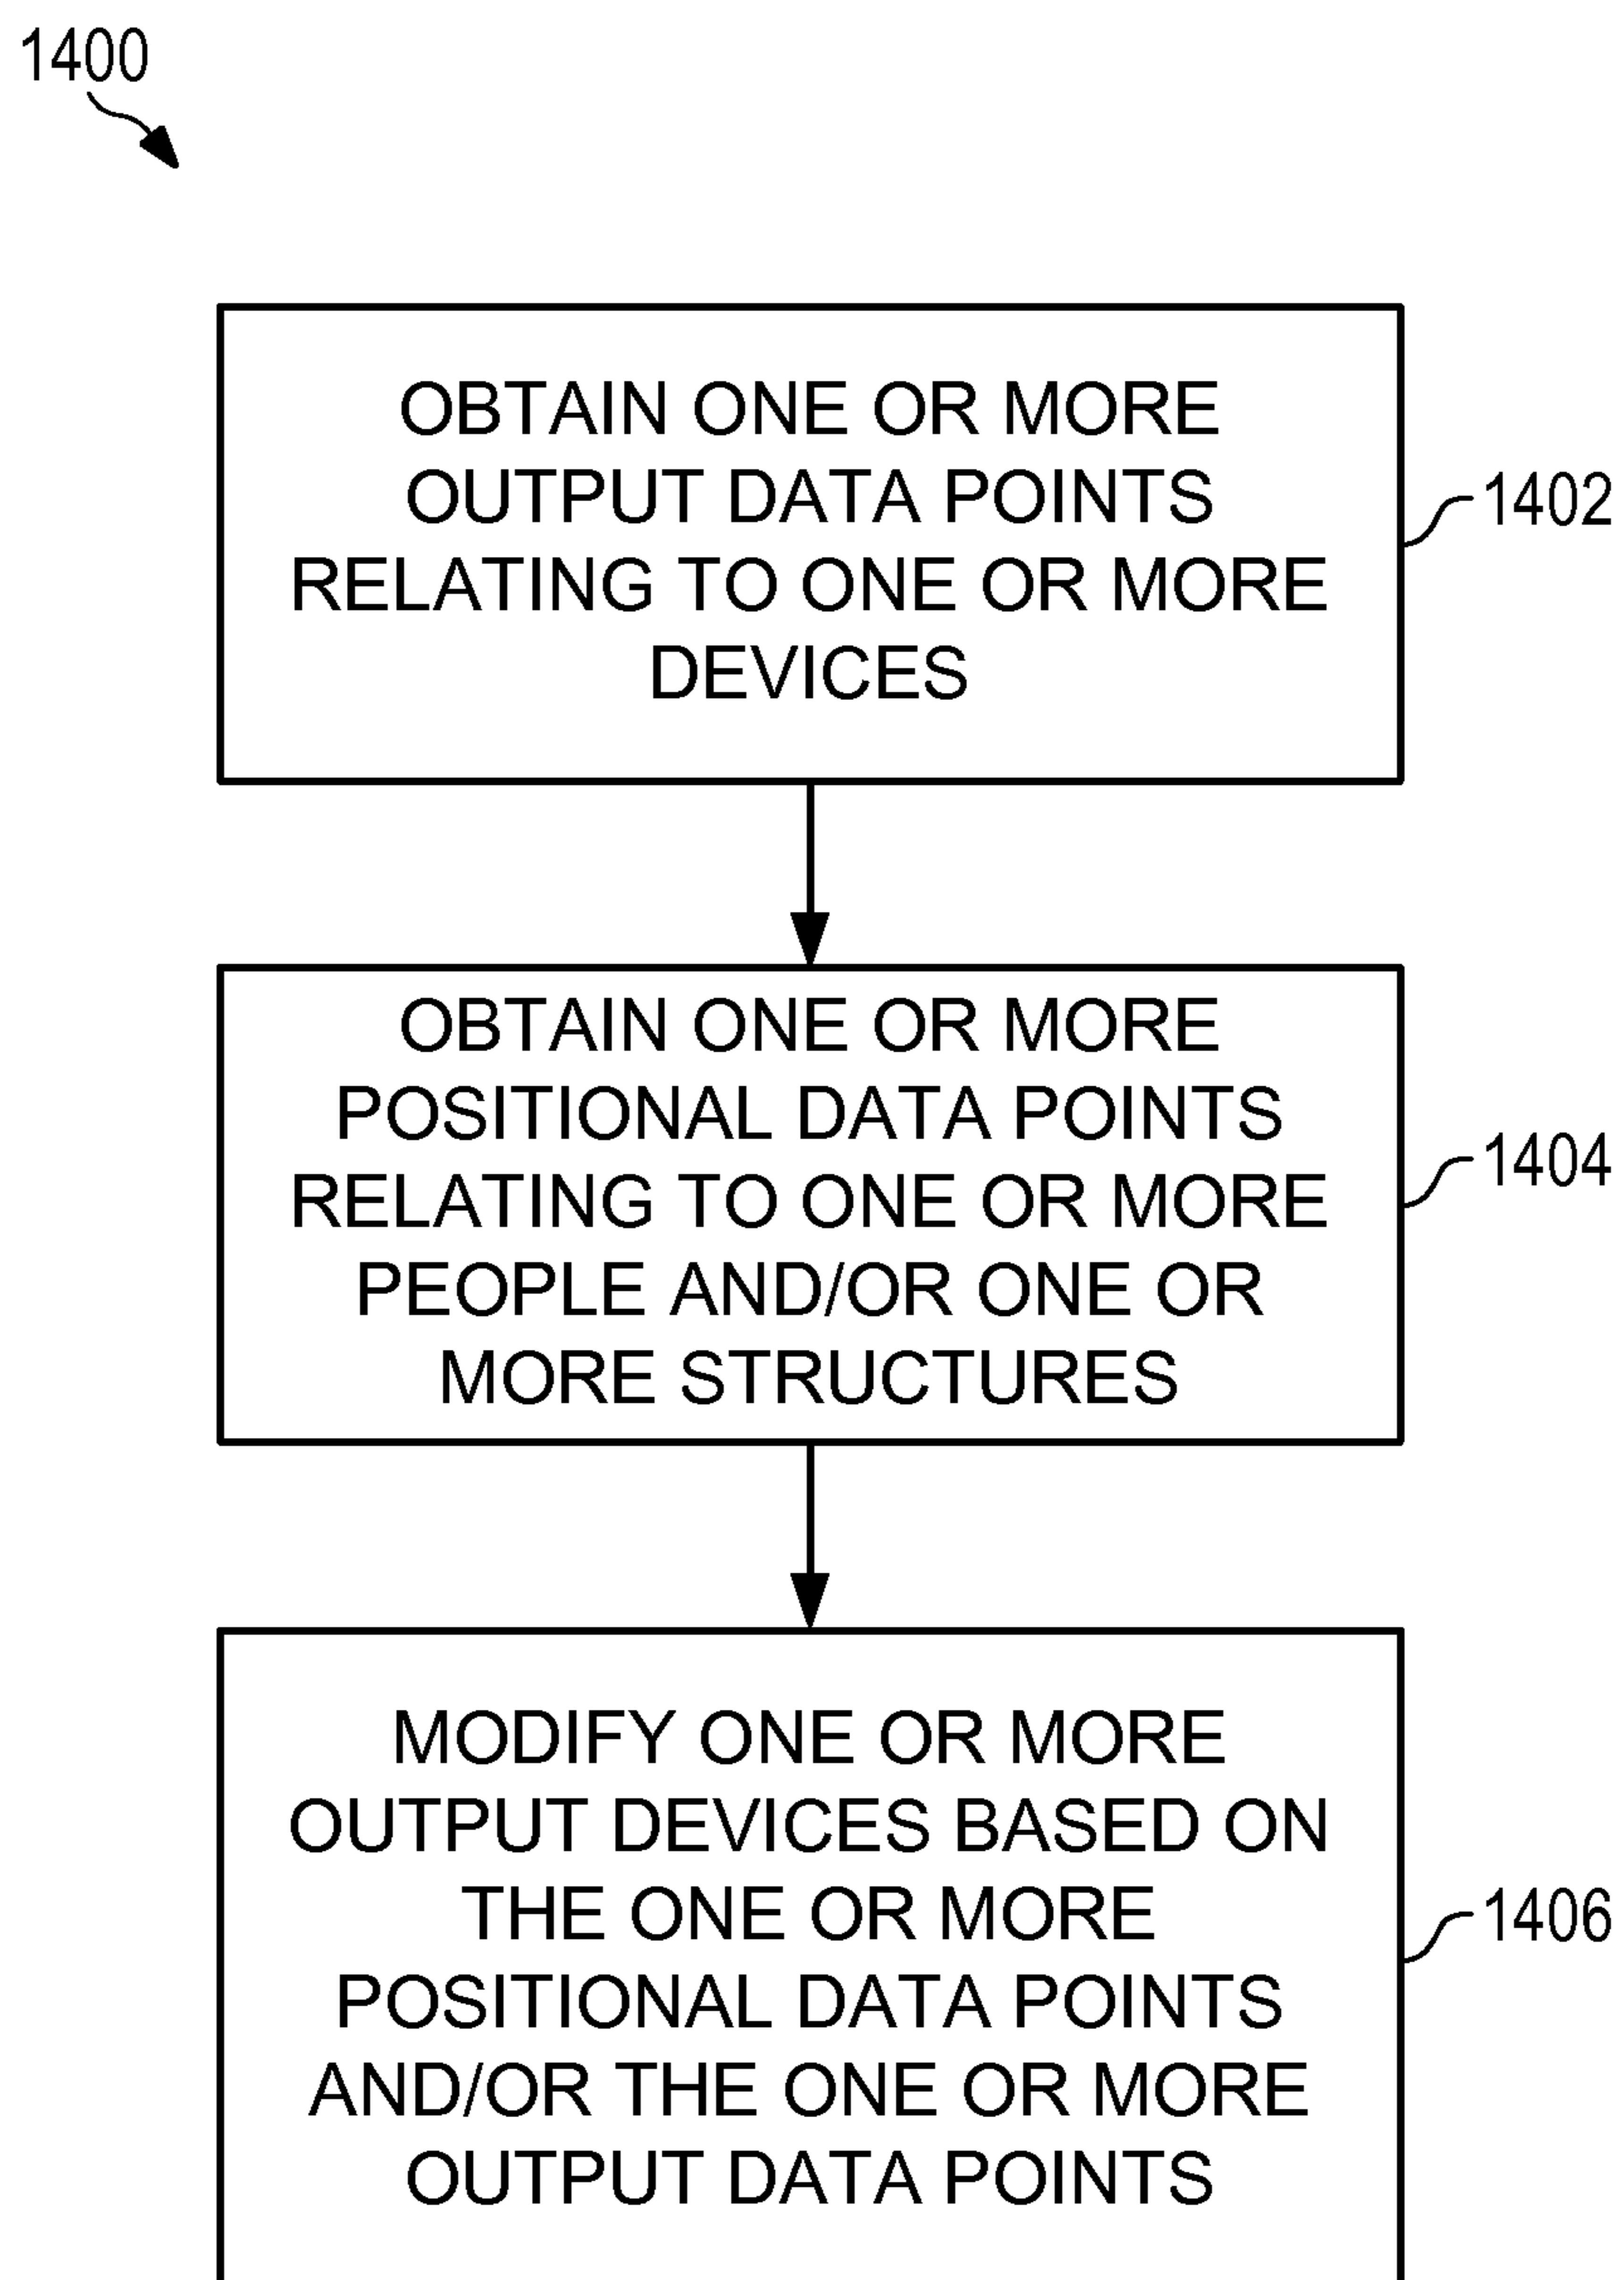 1400
OBTAIN ONE OR MORE
OUTPUT DATA POINTS
RELATING TO ONE OR MORE
DEVICES
1402
OBTAIN ONE OR MORE
POSITIONAL DATA POINTS
RELATING TO ONE OR MORE
PEOPLE AND/OR ONE OR
MORE STRUCTURES
1404
MODIFY ONE OR MORE
OUTPUT DEVICES BASED ON
THE ONE OR MORE
POSITIONAL DATA POINTS
AND/OR THE ONE OR MORE
OUTPUT DATA POINTS
1406